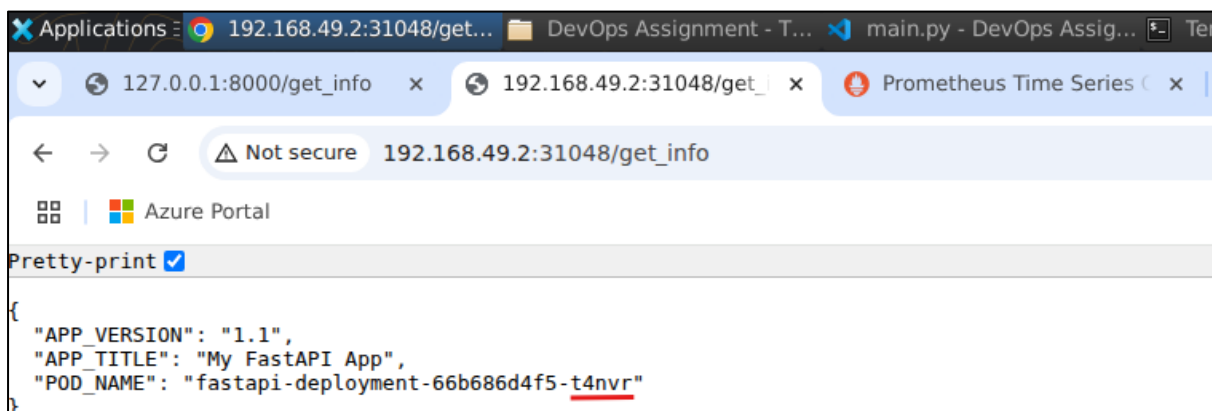 Applications 192.168.49.2:31048/get... DevOps Assignment - T... main.py - DevOps Assig... Te
127.0.0.1:8000/get_info 192.168.49.2:31048/get_i Prometheus Time Series
Not secure 192.168.49.2:31048/get_info
Azure Portal
Pretty-print
{
"APP_VERSION": "1.1",
"APP_TITLE": "My FastAPI App",
"POD_NAME": "fastapi-deployment-66b686d4f5-t4nvr"
}